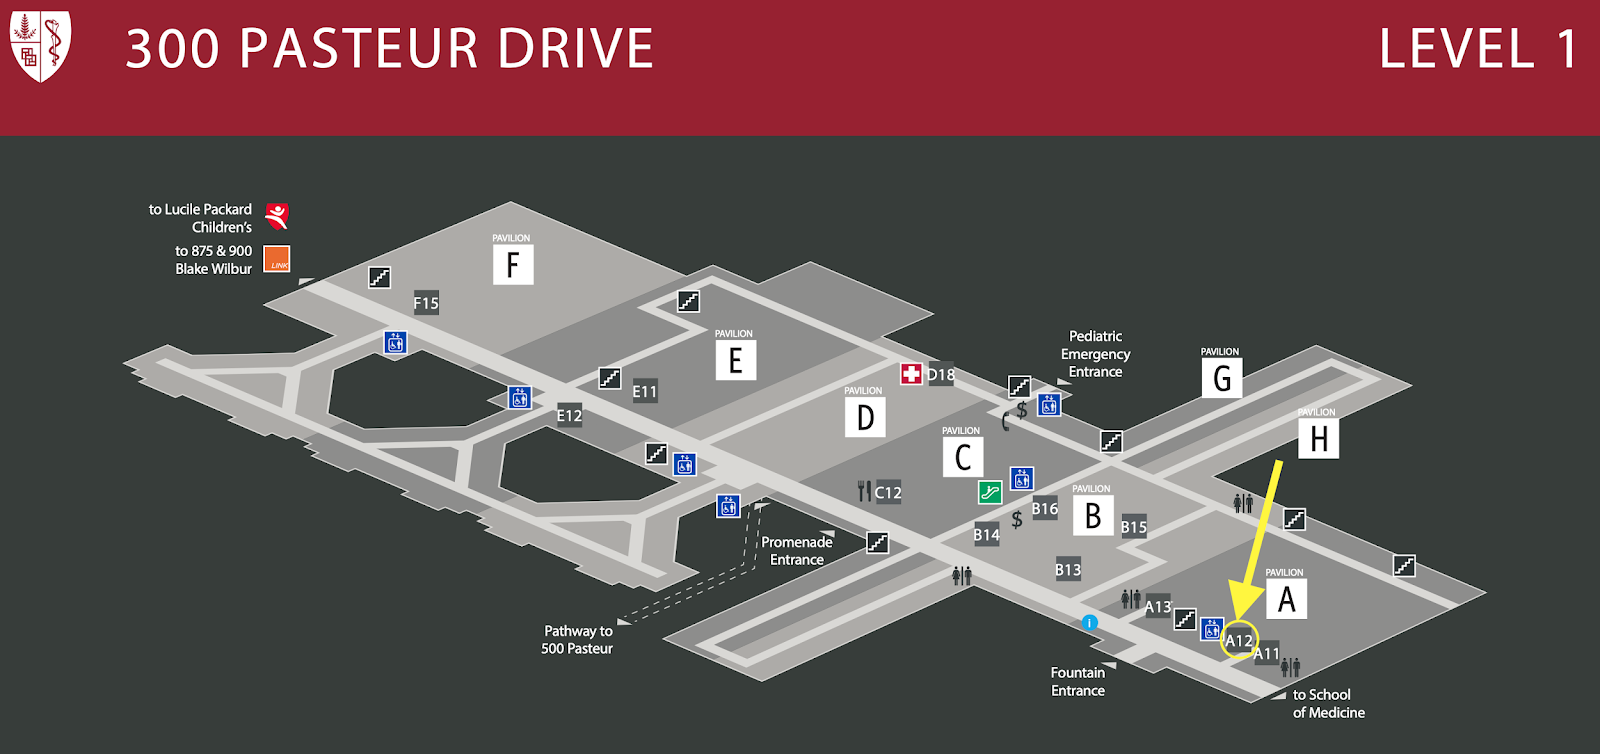 300 PASTEUR DRIVE
LEVEL 1
to Lucile Packard
Children's
to 875 & 900
Blake Wilbur
LINK
PAVILION
F
F15
PAVILION
E
E11
E12
Pediatric
Emergency
Entrance
D18
PAVILION
D
$
PAVILION
G
PAVILION
H
PAVILION
C
C12
PAVILION
B
B16
$
B15
B14
B13
Promenade
Entrance
PAVILION
A
A13
A12
A11
i
Pathway to
500 Pasteur
Fountain
Entrance
to School
of Medicine